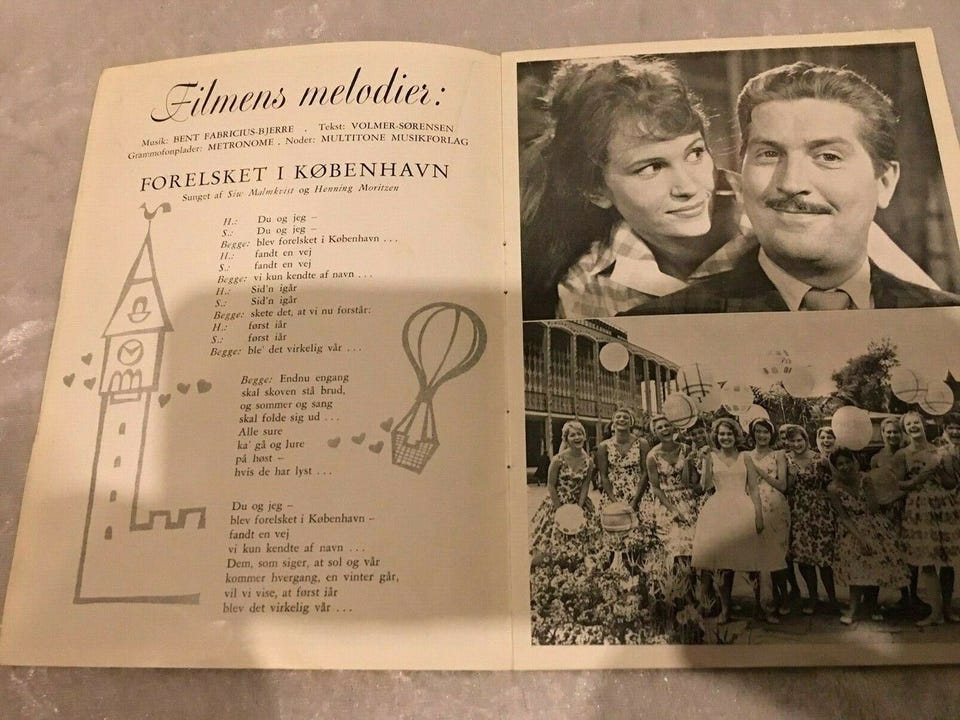 Filmens melodier:
Musik: BENT FABRICIUS-BJERRE . Tekst: VOLMER-SØRENSEN
Grammofonplader: METRONOME . Noder: MULTITONE MUSIKFORLAG
FORELSKET I KØBENHAVN
Sunget af Siw Malmkvist og Henning Moritzen
H.: Du og jeg –
S.: Du og jeg –
Begge: blev forelsket i København ...
H.: fandt en vej
S.: fandt en vej
Begge: vi kun kendte af navn ...
H.: Sid'n igår
S.: Sid'n igår
Begge: skete det, at vi nu forstår:
H.: først iår
S.: først iår
Begge: ble' det virkelig vår ...
Begge: Endnu engang
skal skoven stå brud,
og sommer og sang
skal folde sig ud ...
Alle sure
ka' gå og lure
på høst –
hvis de har lyst ...
Du og jeg –
blev forelsket i København –
fandt en vej
vi kun kendte af navn ...
Dem, som siger, at sol og vår
kommer hvergang, en vinter går,
vil vi vise, at først iår
blev det virkelig vår ...